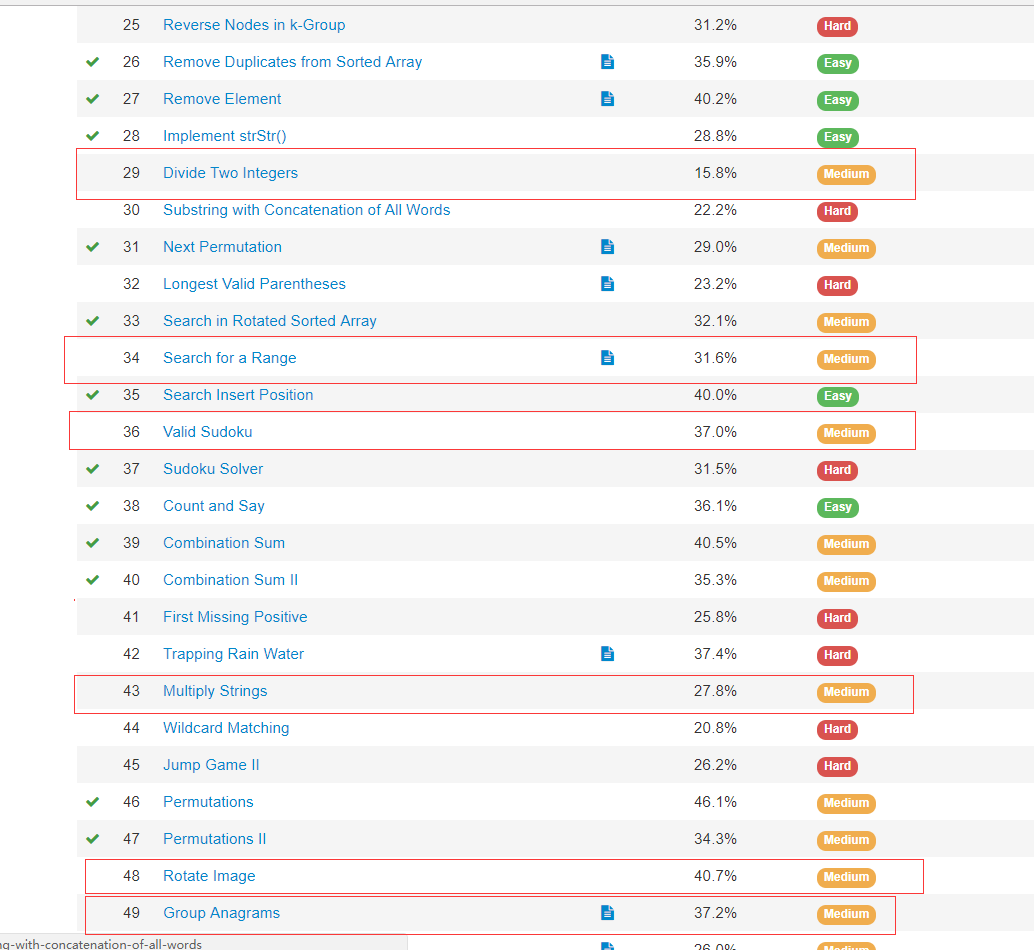 25 Reverse Nodes in k-Group 31.2% Hard
26 Remove Duplicates from Sorted Array 35.9% Easy
27 Remove Element 40.2% Easy
28 Implement strStr() 28.8% Easy
29 Divide Two Integers 15.8% Medium
30 Substring with Concatenation of All Words 22.2% Hard
31 Next Permutation 29.0% Medium
32 Longest Valid Parentheses 23.2% Hard
33 Search in Rotated Sorted Array 32.1% Medium
34 Search for a Range 31.6% Medium
35 Search Insert Position 40.0% Easy
36 Valid Sudoku 37.0% Medium
37 Sudoku Solver 31.5% Hard
38 Count and Say 36.1% Easy
39 Combination Sum 40.5% Medium
40 Combination Sum II 35.3% Medium
41 First Missing Positive 25.8% Hard
42 Trapping Rain Water 37.4% Hard
43 Multiply Strings 27.8% Medium
44 Wildcard Matching 20.8% Hard
45 Jump Game II 26.2% Hard
46 Permutations 46.1% Medium
47 Permutations II 34.3% Medium
48 Rotate Image 40.7% Medium
49 Group Anagrams 37.2% Medium
ng-with-concatenation-of-all-words 26.0% Medium